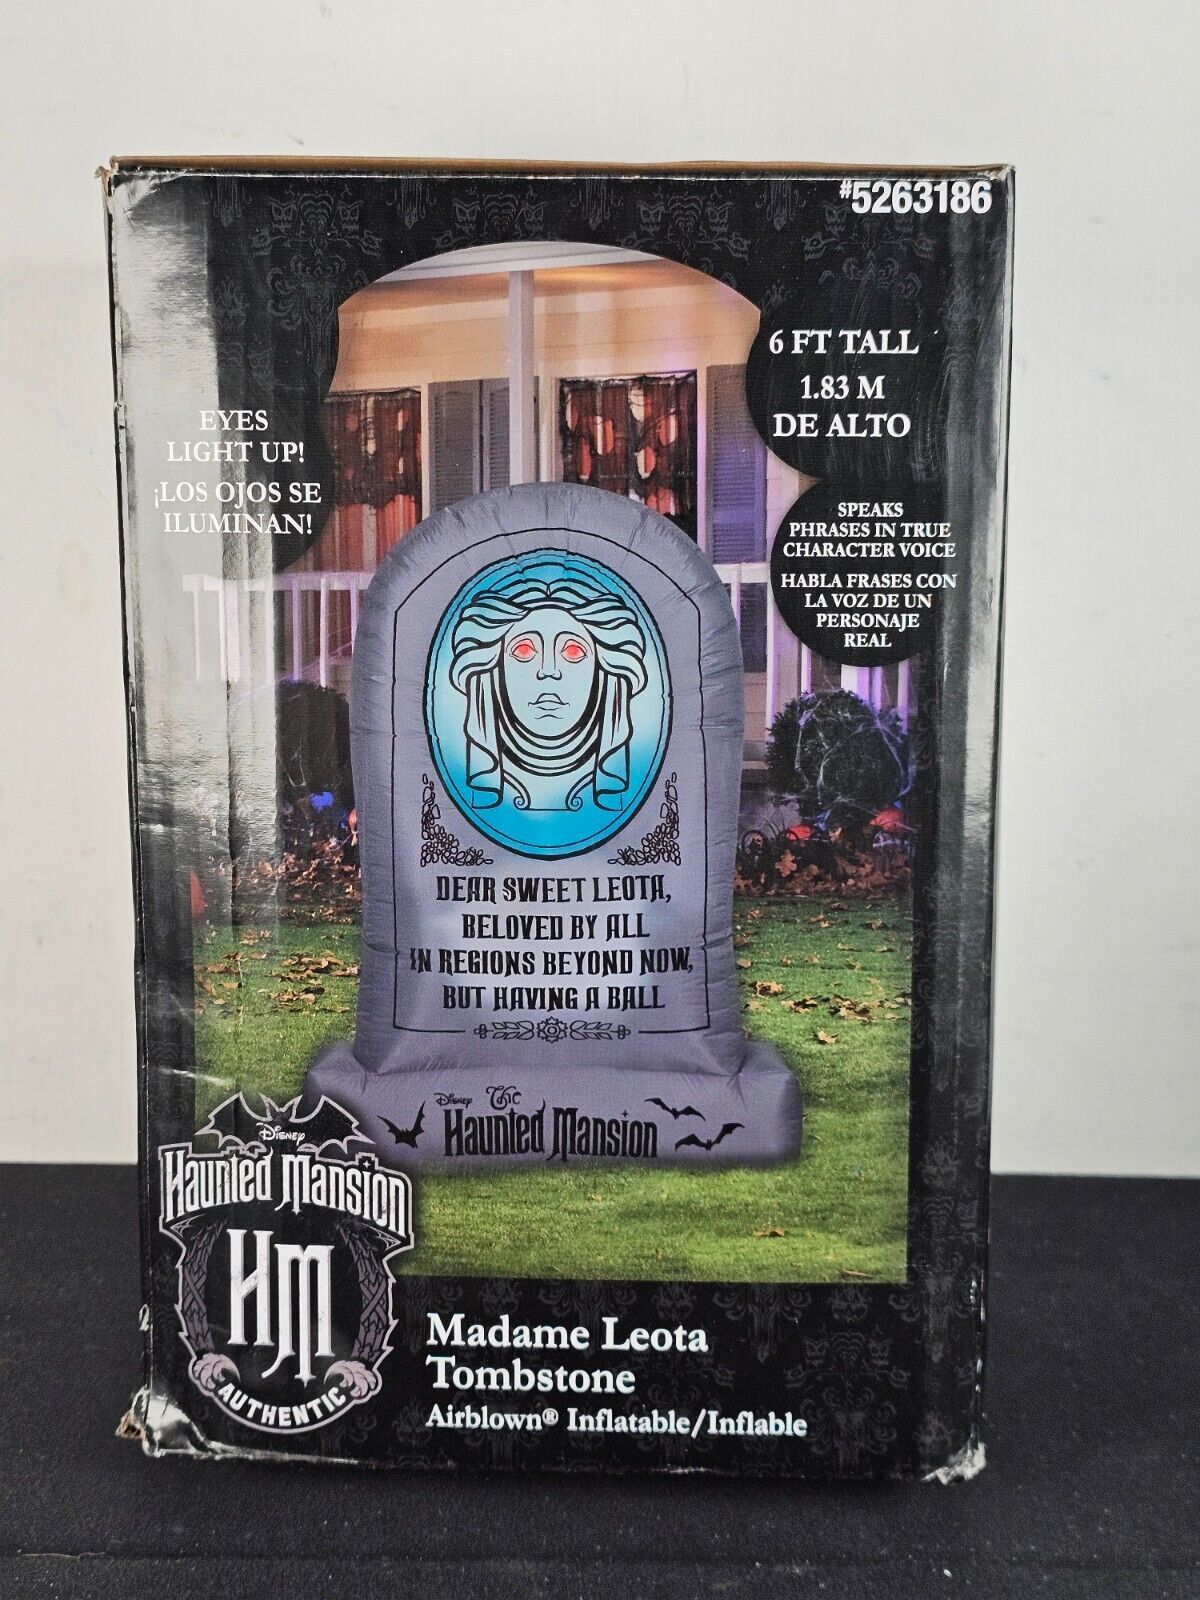 #5263186
6 FT TALL
1.83 M
DE ALTO
EYES
LIGHT UP!
¡LOS OJOS SE
ILUMINAN!
SPEAKS
PHRASES IN TRUE
CHARACTER VOICE
HABLA FRASES CON
LA VOZ DE UN
PERSONAJE
REAL
DEAR SWEET LEOTA,
BELOVED BY ALL
IN REGIONS BEYOND NOW,
BUT HAVING A BALL
Disney The
Haunted Mansion
Disney
Haunted Mansion
HM
AUTHENTIC
Madame Leota
Tombstone
Airblown® Inflatable/Inflable